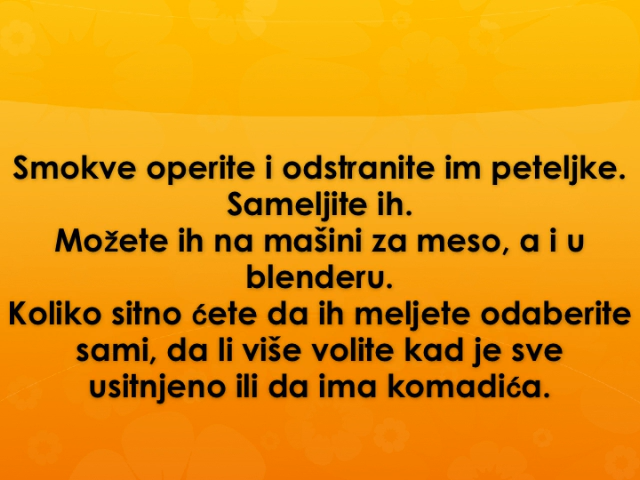 Smokve operite i odstranite im peteljke.
Sameljite ih.
Možete ih na mašini za meso, a i u
blenderu.
Koliko sitno ćete da ih meljete odaberite
sami, da li više volite kad je sve
usitnjeno ili da ima komadića.